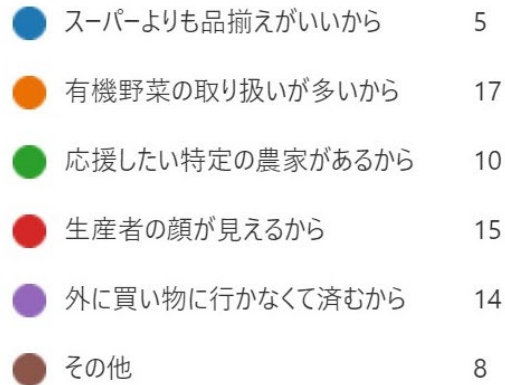 スーパーよりも品揃えがいいから 5
有機野菜の取り扱いが多いから 17
応援したい特定の農家があるから 10
生産者の顔が見えるから 15
外に買い物に行かなくて済むから 14
その他 8